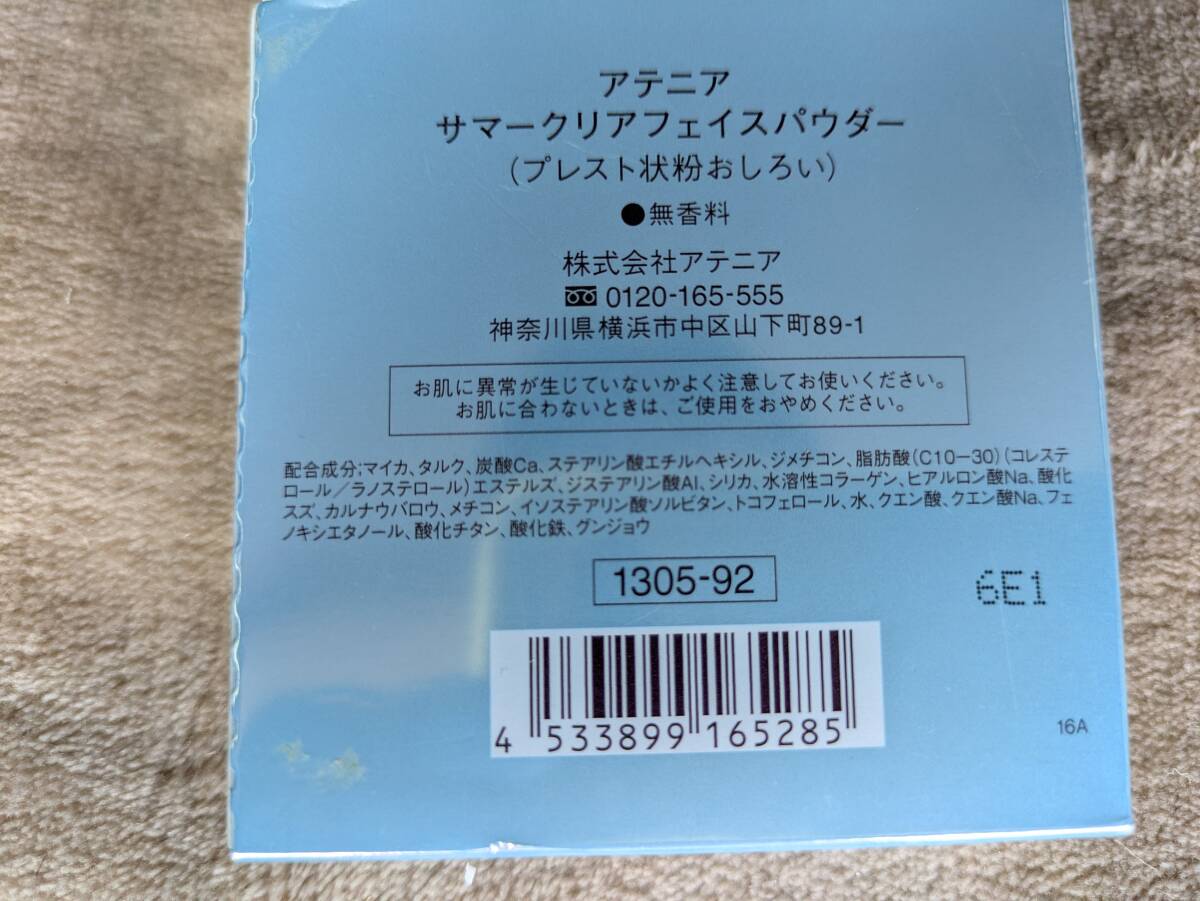 アテニア
サマークリアフェイスパウダー
(プレスト状粉おしろい)
●無香料
株式会社アテニア
0120-165-555
神奈川県横浜市中区山下町89-1
お肌に異常が生じていないかよく注意してお使いください。
お肌に合わないときは、ご使用をおやめください。
配合成分;マイカ、タルク、炭酸Ca、ステアリン酸エチルヘキシル、ジメチコン、脂肪酸(C10-30)(コレステ
ロール/ラノステロール)エステルズ、ジステアリン酸Al、シリカ、水溶性コラーゲン、ヒアルロン酸Na、酸化
スズ、カルナウバロウ、メチコン、イソステアリン酸ソルビタン、トコフェロール、水、クエン酸、クエン酸Na、フェ
ノキシエタノール、酸化チタン、酸化鉄、グンジョウ
1305-92
6E1
4 533899 165285
16A